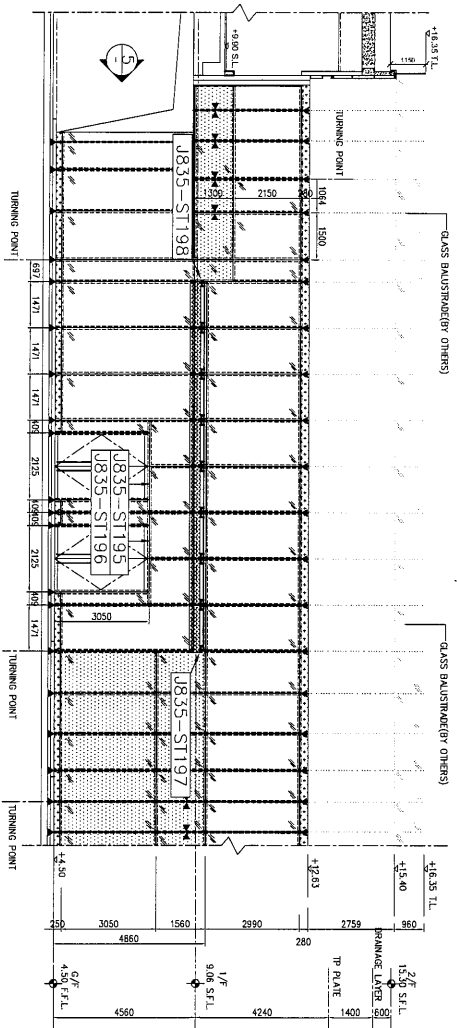 +16.35 T.L.
1150
+9.90 S.L.
5
-
TURNING POINT
1300
2150
280
1064
1500
J835-ST198
GLASS BALUSTRADE(BY OTHERS)
TURNING POINT
697
1471
1471
1471
409
2125
409
409
2125
409
1471
J835-ST195
J835-ST196
3050
J835-ST197
GLASS BALUSTRADE(BY OTHERS)
TURNING POINT
TURNING POINT
+4.50
+12.63
+15.40
+16.35 T.L.
250
3050
1560
2990
2759
960
4860
280
G/F
4.50 F.F.L.
1/F
9.06 S.F.L.
TP PLATE
DRAINAGE LAYER
2/F
15.30 S.F.L.
4560
4240
1400
600